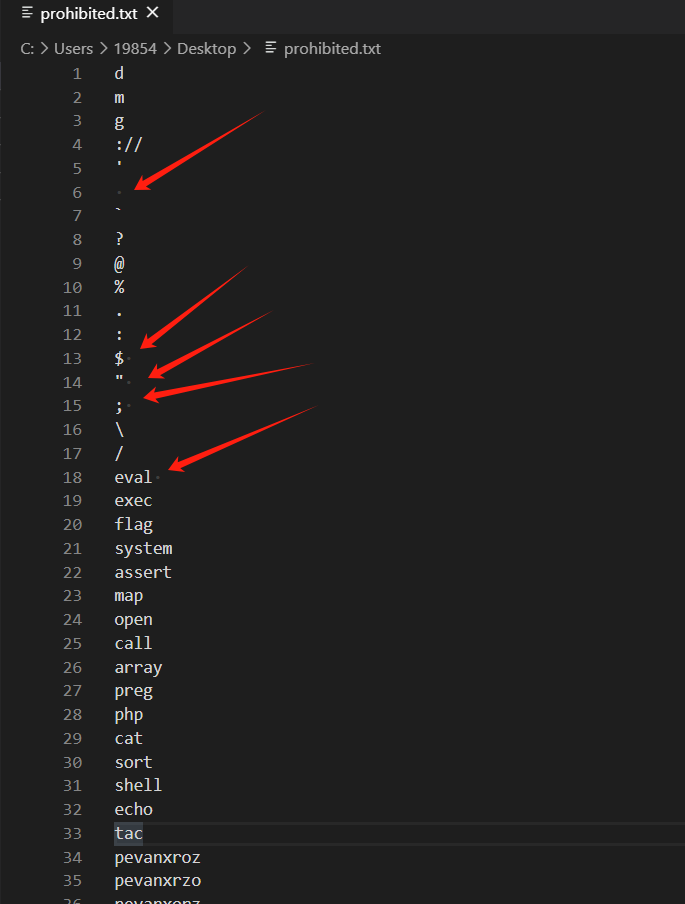 prohibited.txt
C: > Users > 19854 > Desktop > prohibited.txt
1 d
2 m
3 g
4 ://
5 '
6
7 `
8 ?
9 @
10 %
11 .
12 :
13 $
14 "
15 ;
16 \
17 /
18 eval
19 exec
20 flag
21 system
22 assert
23 map
24 open
25 call
26 array
27 preg
28 php
29 cat
30 sort
31 shell
32 echo
33 tac
34 pevanxroz
35 pevanxrzo